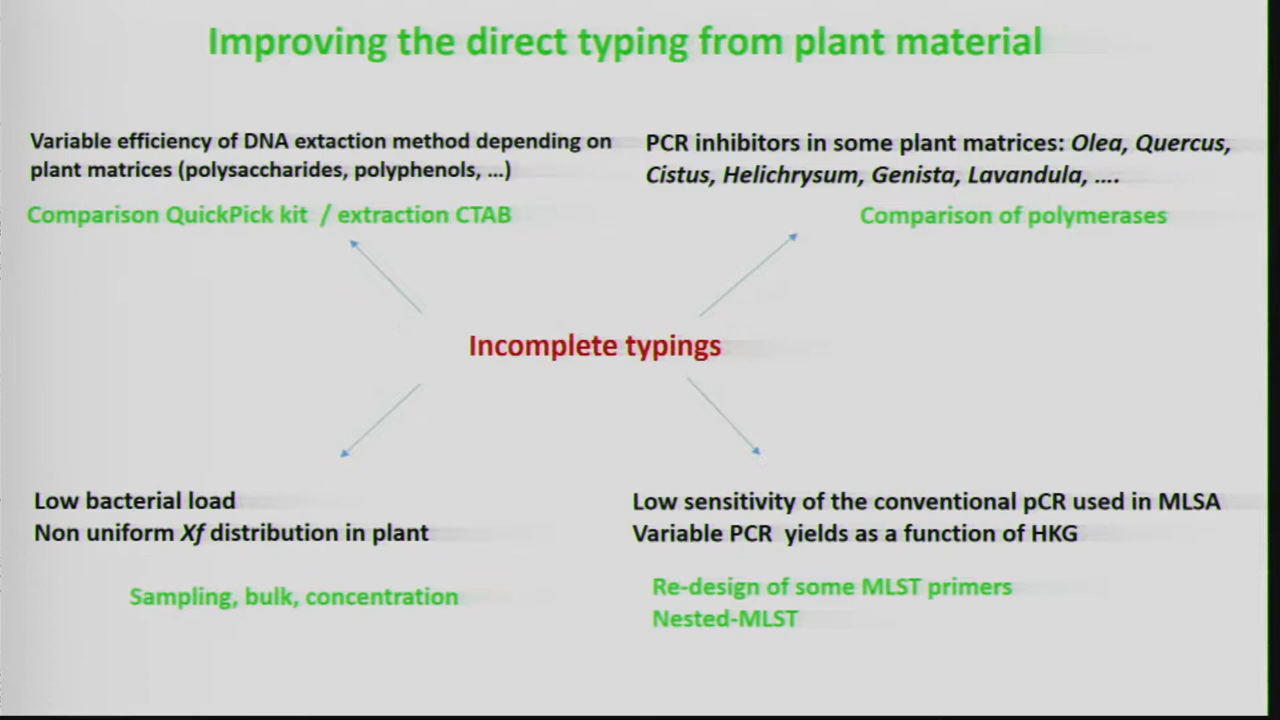 Improving the direct typing from plant material
Variable efficiency of DNA extaction method depending on
plant matrices (polysaccharides, polyphenols, ...)
Comparison QuickPick kit / extraction CTAB
PCR inhibitors in some plant matrices: Olea, Quercus,
Cistus, Helichrysum, Genista, Lavandula, ....
Comparison of polymerases
Incomplete typings
Low bacterial load
Non uniform Xf distribution in plant
Sampling, bulk, concentration
Low sensitivity of the conventional pCR used in MLSA
Variable PCR yields as a function of HKG
Re-design of some MLST primers
Nested-MLST